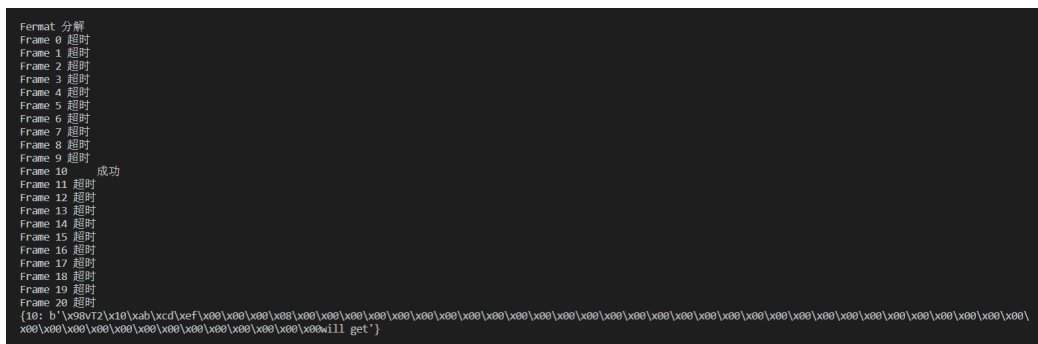 Fermat 分解
Frame 0 超时
Frame 1 超时
Frame 2 超时
Frame 3 超时
Frame 4 超时
Frame 5 超时
Frame 6 超时
Frame 7 超时
Frame 8 超时
Frame 9 超时
Frame 10 成功
Frame 11 超时
Frame 12 超时
Frame 13 超时
Frame 14 超时
Frame 15 超时
Frame 16 超时
Frame 17 超时
Frame 18 超时
Frame 19 超时
Frame 20 超时
{10: b'\x98vT2\x10\xab\xcd\xef\x00\x00\x00\x08\x00\x00\x00\x00\x00\x00\x00\x00\x00\x00\x00\x00\x00\x00\x00\x00\x00\x00\x00\x00\x00\x00\x00\x00\x00\x00\x00\x00\x00\x00\x00\
x00\x00\x00\x00\x00\x00\x00\x00\x00\x00\x00\x00\x00will get'}